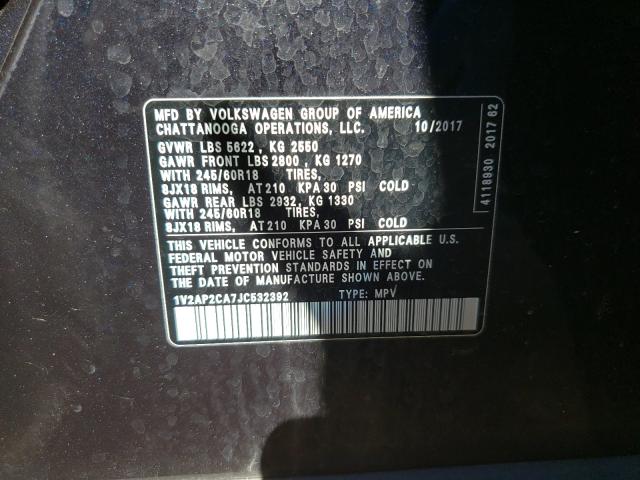 MFD BY VOLKSWAGEN GROUP OF AMERICA
CHATTANOOGA OPERATIONS, LLC. 10/2017
GVWR LBS 5622 , KG 2550
GAWR FRONT LBS 2800 , KG 1270
WITH 245/60R18 TIRES,
8JX18 RIMS, AT 210 KPA 30 PSI COLD
GAWR REAR LBS 2932, KG 1330
WITH 245/60R18 TIRES,
8JX18 RIMS, AT 210 KPA 30 PSI COLD
THIS VEHICLE CONFORMS TO ALL APPLICABLE U.S.
FEDERAL MOTOR VEHICLE SAFETY AND
THEFT PREVENTION STANDARDS IN EFFECT ON
THE DATE OF MANUFACTURE SHOWN ABOVE.
1V2AP2CA7JC532392 TYPE: MPV
4118930 2017 62